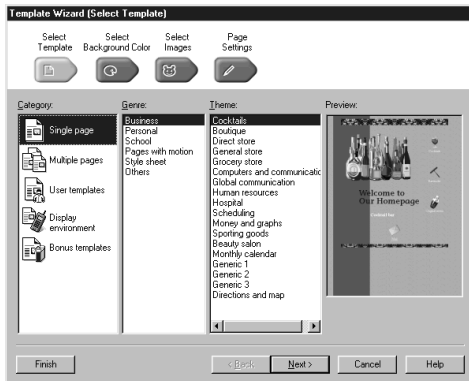 Template Wizard (Select Template)
Select Template
Select Background Color
Select Images
Page Settings
Category:
Single page
Multiple pages
User templates
Display environment
Bonus templates
Genre:
Business
Personal
School
Pages with motion
Style sheet
Others
Theme:
Cocktails
Boutique
Direct store
General store
Grocery store
Computers and communicatic
Global communication
Human resources
Hospital
Scheduling
Money and graphs
Sporting goods
Beauty salon
Monthly calendar
Generic 1
Generic 2
Generic 3
Directions and map
Preview:
Welcome to
Our Homepage
Finish
< Back
Next >
Cancel
Help